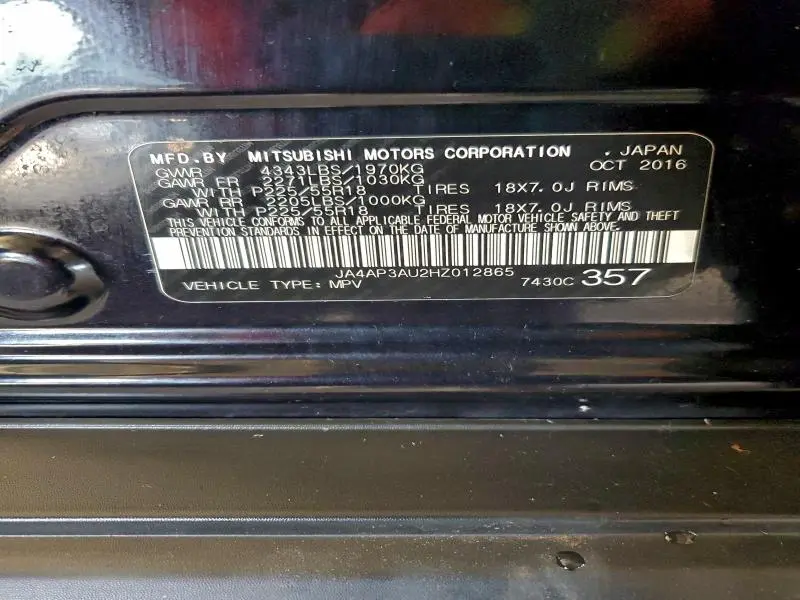 MFD.BY MITSUBISHI MOTORS CORPORATION , JAPAN
GVWR 4343LBS/1970KG OCT 2016
GAWR FR 2271LBS/1030KG
WITH P225/55R18 TIRES 18X7.0J RIMS
GAWR RR 2205LBS/1000KG
WITH P225/55R18 TIRES 18X7.0J RIMS
THIS VEHICLE CONFORMS TO ALL APPLICABLE FEDERAL MOTOR VEHICLE SAFETY AND THEFT
PREVENTION STANDARDS IN EFFECT ON THE DATE OF MANUFACTURE SHOWN ABOVE.
JA4AP3AU2HZ012865
VEHICLE TYPE: MPV 7430C 357